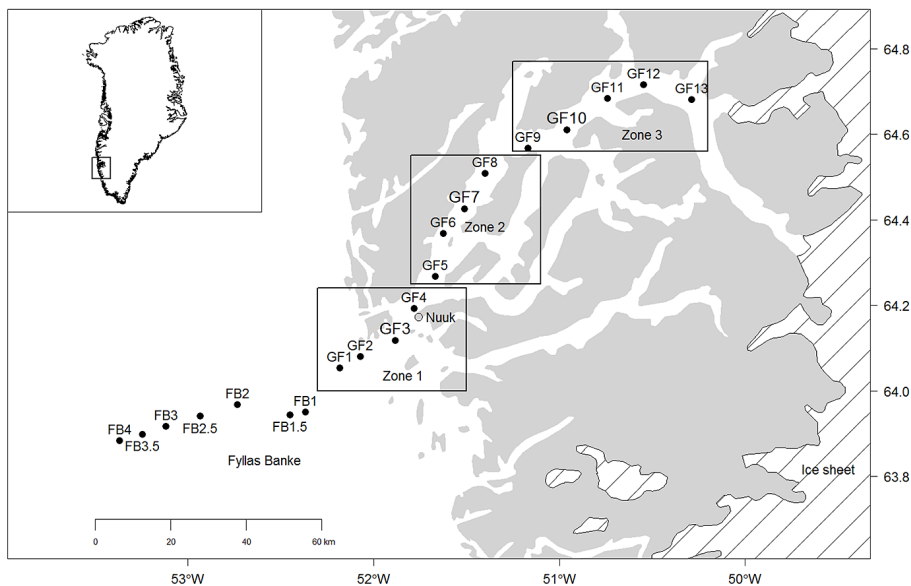 64.8
GF12
GF11
GF13
GF10
64.6
Zone 3
GF9
GF8
GF7
Zone 2
GF6
64.4
GF5
GF4
64.2
Nuuk
GF3
GF2
GF1
Zone 1
64.0
FB2
FB1
FB3
FB1.5
FB4
FB2.5
FB3.5
Fyllas Banke
Ice sheet
63.8
0 20 40 60 km
53°W 52°W 51°W 50°W